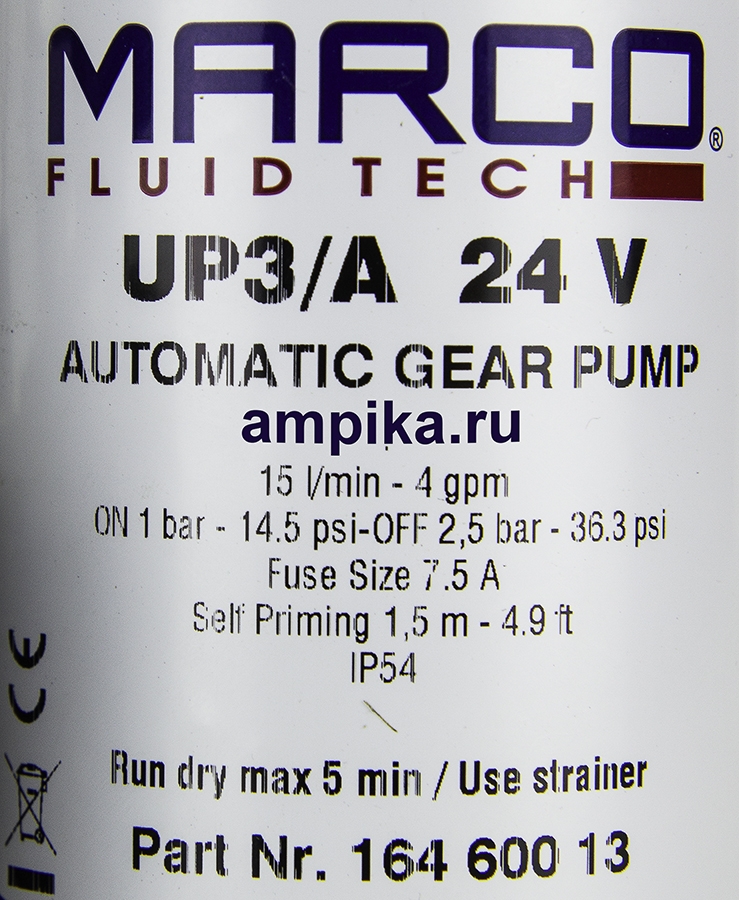 MARCO®
FLUID TECH
UP3/A 24 V
AUTOMATIC GEAR PUMP
ampika.ru
15 l/min - 4 gpm
ON 1 bar - 14.5 psi-OFF 2,5 bar - 36.3 psi
Fuse Size 7.5 A
Self Priming 1,5 m - 4.9 ft
IP54
CE
Run dry max 5 min / Use strainer
Part Nr. 164 600 13